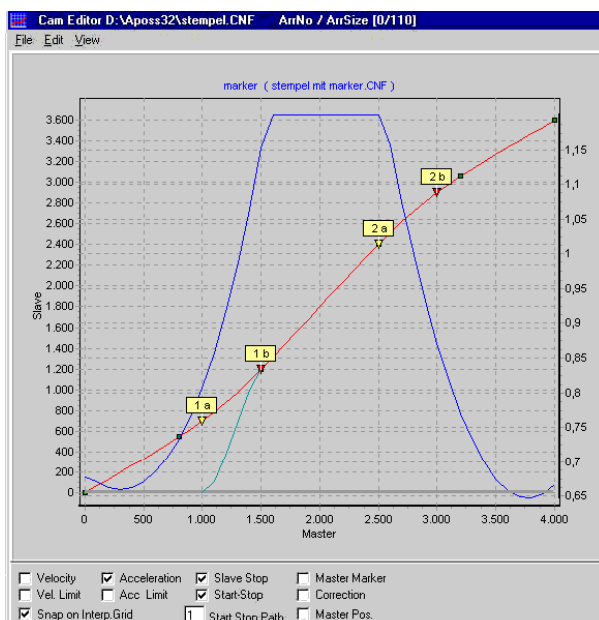 Cam Editor D:\Aposs32\stempel.CNF ArrNo / ArrSize [0/110]
File Edit View
marker ( stempel mit marker.CNF )
3.600
3.400
3.200
3.000
2.800
2.600
2.400
2.200
2.000
1.800
1.600
1.400
1.200
1.000
800
600
400
200
0
Slave
1,15
1,1
1,05
1
0,95
0,9
0,85
0,8
0,75
0,7
0,65
2 b
2 a
1 b
1 a
0 500 1.000 1.500 2.000 2.500 3.000 3.500 4.000
Master
Velocity Acceleration Slave Stop Master Marker
Vel. Limit Acc Limit Start-Stop Correction
Snap on Interp.Grid 1 Start Stop Path Master Pos.